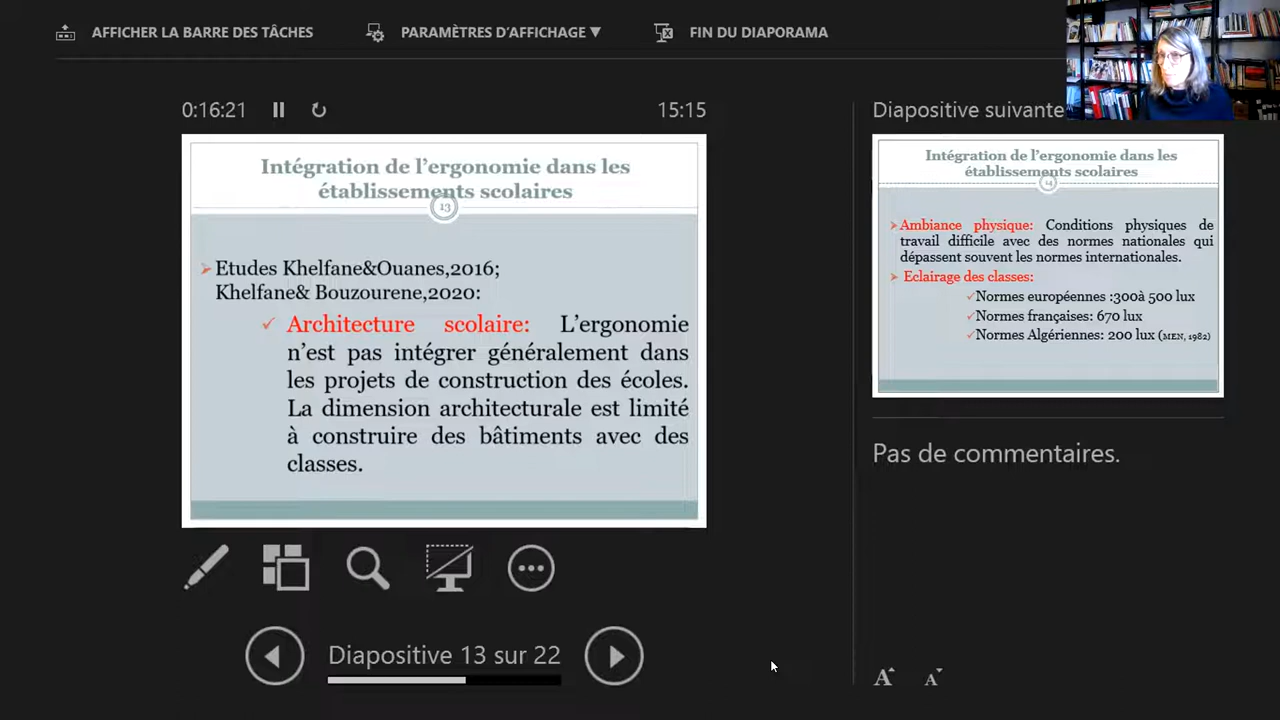 AFFICHER LA BARRE DES TÂCHES
PARAMÈTRES D'AFFICHAGE ▼
FIN DU DIAPORAMA
0:16:21
15:15
Intégration de l'ergonomie dans les
établissements scolaires
13
Etudes Khelfane&Ouanes,2016;
Khelfane& Bouzourene,2020:
Architecture scolaire: L'ergonomie
n'est pas intégrer généralement dans
les projets de construction des écoles.
La dimension architecturale est limité
à construire des bâtiments avec des
classes.
Diapositive 13 sur 22
Diapositive suivante
Intégration de l'ergonomie dans les
établissements scolaires
14
Ambiance physique: Conditions physiques de
travail difficile avec des normes nationales qui
dépassent souvent les normes internationales.
Eclairage des classes:
Normes européennes :300à 500 lux
Normes françaises: 670 lux
Normes Algériennes: 200 lux (MEN, 1982)
Pas de commentaires.
A A